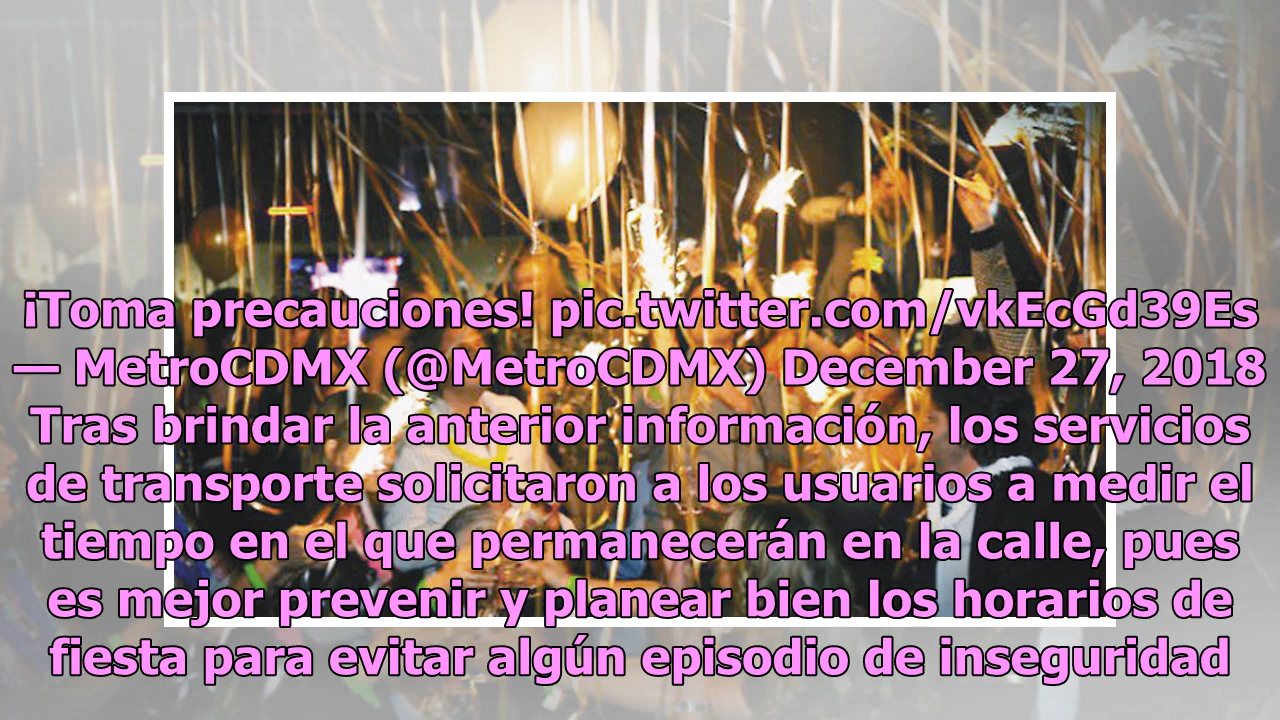 ¡Toma precauciones! pic.twitter.com/vkEcGd39Es
— MetroCDMX (@MetroCDMX) December 27, 2018
Tras brindar la anterior información, los servicios
de transporte solicitaron a los usuarios a medir el
tiempo en el que permanecerán en la calle, pues
es mejor prevenir y planear bien los horarios de
fiesta para evitar algún episodio de inseguridad